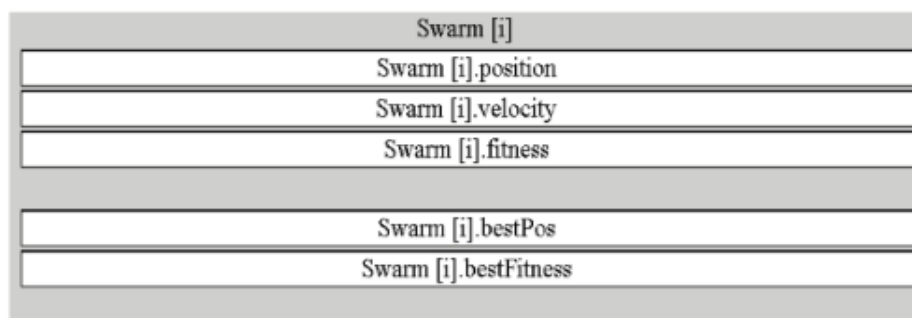 Swarm [i]
Swarm [i].position
Swarm [i].velocity
Swarm [i].fitness
Swarm [i].bestPos
Swarm [i].bestFitness